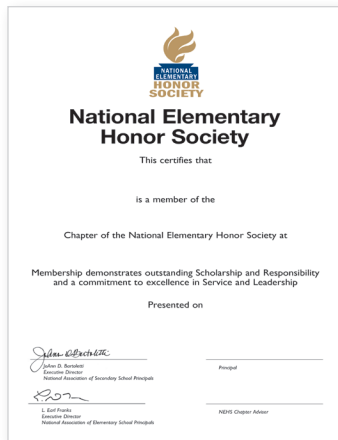 NATIONAL
ELEMENTARY
HONOR
SOCIETY
National Elementary
Honor Society
This certifies that
is a member of the
Chapter of the National Elementary Honor Society at
Membership demonstrates outstanding Scholarship and Responsibility
and a commitment to excellence in Service and Leadership
Presented on
JoAnn D. Bartoletti
JoAnn D. Bartoletti
Executive Director
National Association of Secondary School Principals
Principal
L. Earl Franks
Executive Director
National Association of Elementary School Principals
NEHS Chapter Adviser